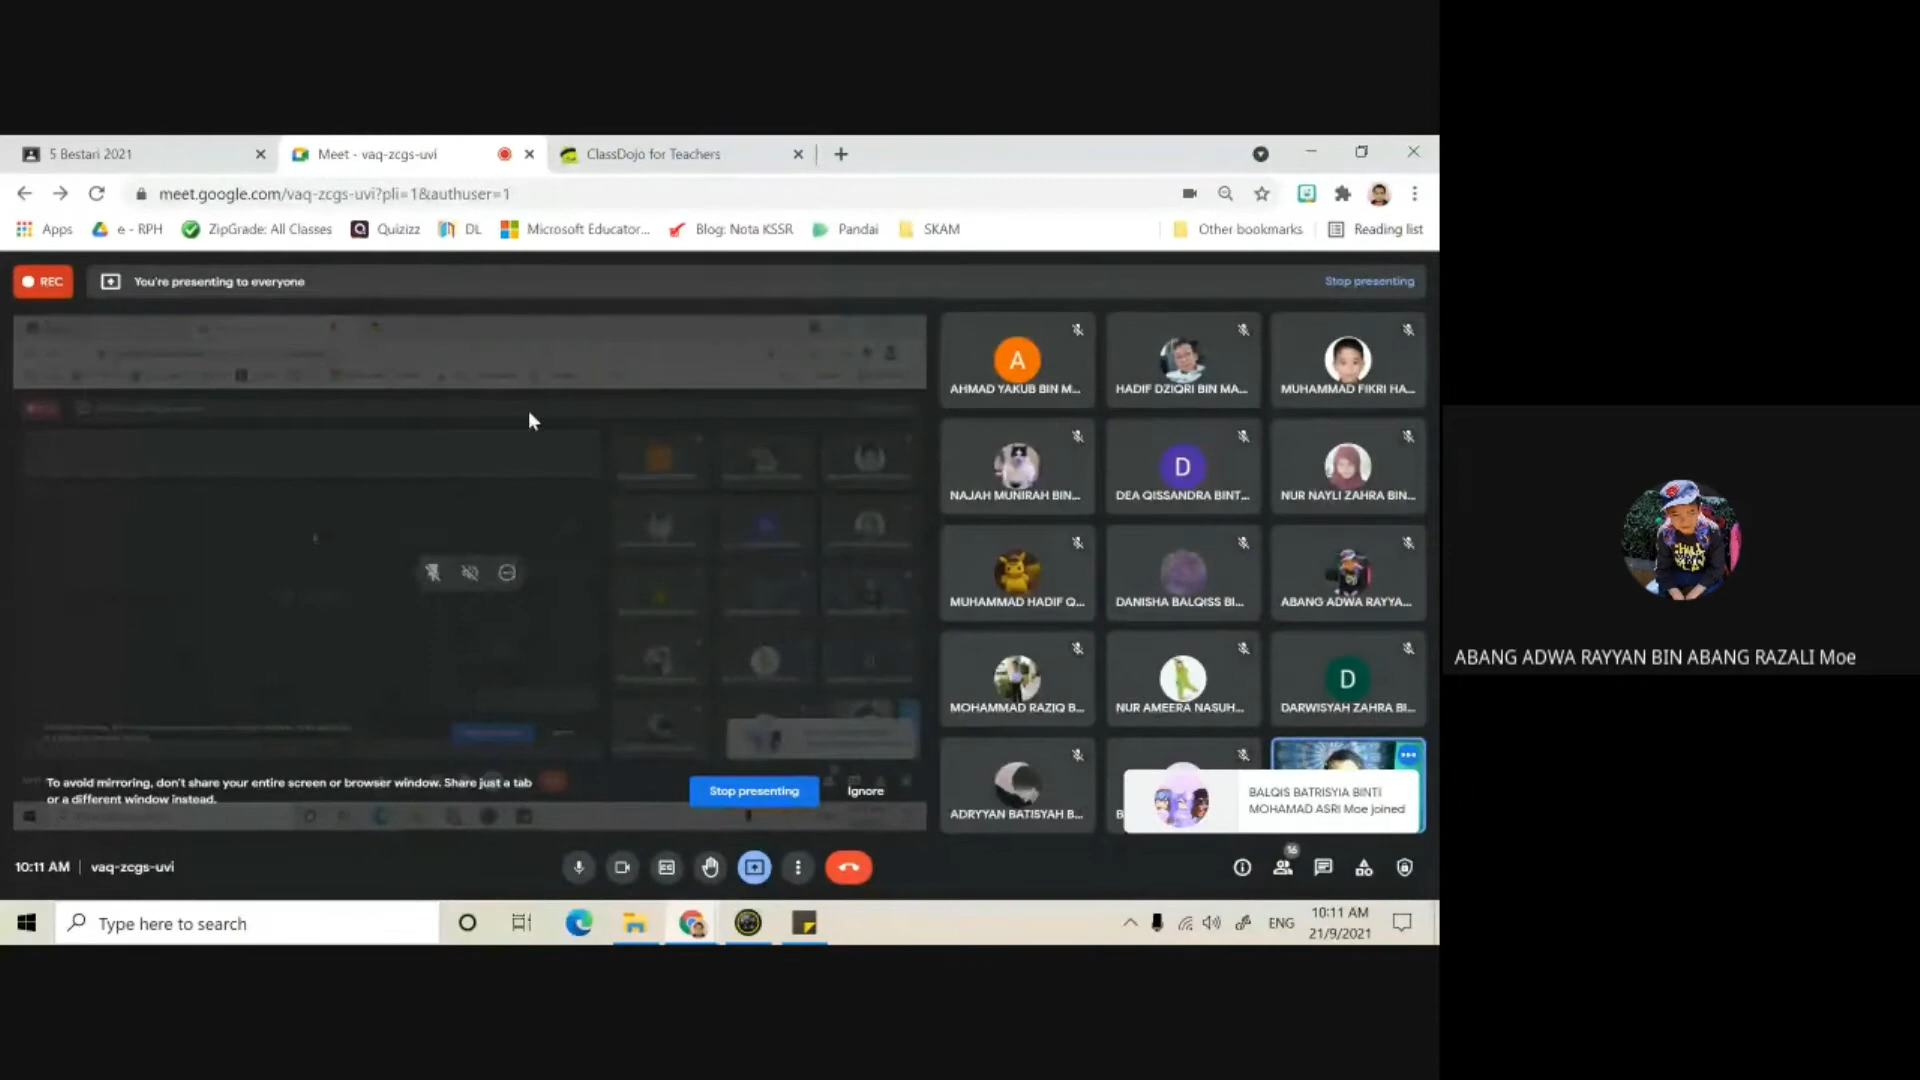 5 Bestari 2021
Meet - vaq-zcgs-uvi
ClassDojo for Teachers
meet.google.com/vaq-zcgs-uvi?pli=1&authuser=1
Apps
e - RPH
ZipGrade: All Classes
Quizizz
DL
Microsoft Educator...
Blog: Nota KSSR
Pandai
SKAM
Other bookmarks
Reading list
REC
You're presenting to everyone
Stop presenting
A
AHMAD YAKUB BIN M...
HADIF DZIQRI BIN MA...
MUHAMMAD FIKRI HA...
NAJAH MUNIRAH BIN...
D
DEA QISSANDRA BINT...
NUR NAYLI ZAHRA BIN...
MUHAMMAD HADIF Q...
DANISHA BALQISS BI...
ABANG ADWA RAYYA...
MOHAMMAD RAZIQ B...
NUR AMEERA NASUH...
D
DARWISYAH ZAHRA BI...
ADRYYAN BATISYAH B...
B
BALQIS BATRISYIA BINTI
MOHAMAD ASRI Moe joined
To avoid mirroring, don't share your entire screen or browser window. Share just a tab
or a different window instead.
Stop presenting
Ignore
ABANG ADWA RAYYAN BIN ABANG RAZALI Moe
10:11 AM | vaq-zcgs-uvi
16
Type here to search
ENG
10:11 AM
21/9/2021